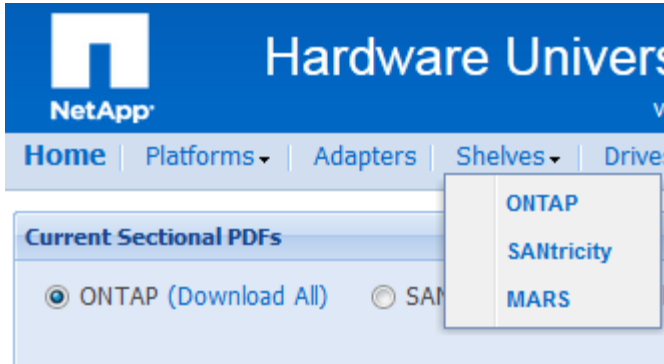 Hardware Univers
NetApp
v
Home Platforms Adapters Shelves Drive
ONTAP
SANtricity
MARS
Current Sectional PDFs
ONTAP (Download All) SAN